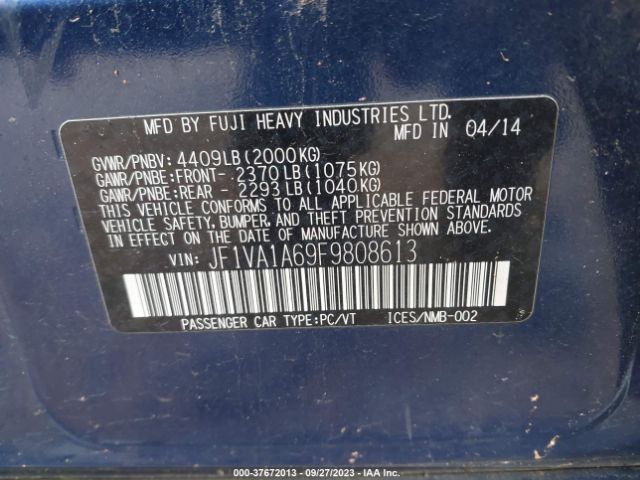 MFD BY FUJI HEAVY INDUSTRIES LTD.
MFD IN 04/14
GVWR/PNBV: 4409LB(2000KG)
GAWR/PNBE:FRONT- 2370LB(1075KG)
GAWR/PNBE:REAR - 2293LB(1040KG)
THIS VEHICLE CONFORMS TO ALL APPLICABLE FEDERAL MOTOR
VEHICLE SAFETY, BUMPER, AND THEFT PREVENTION STANDARDS
IN EFFECT ON THE DATE OF MANUFACTURE SHOWN ABOVE.
VIN: JF1VA1A69F9808613
PASSENGER CAR TYPE:PC/VT ICES/NMB-002
000-37672013 - 09/27/2023 - IAA Inc.